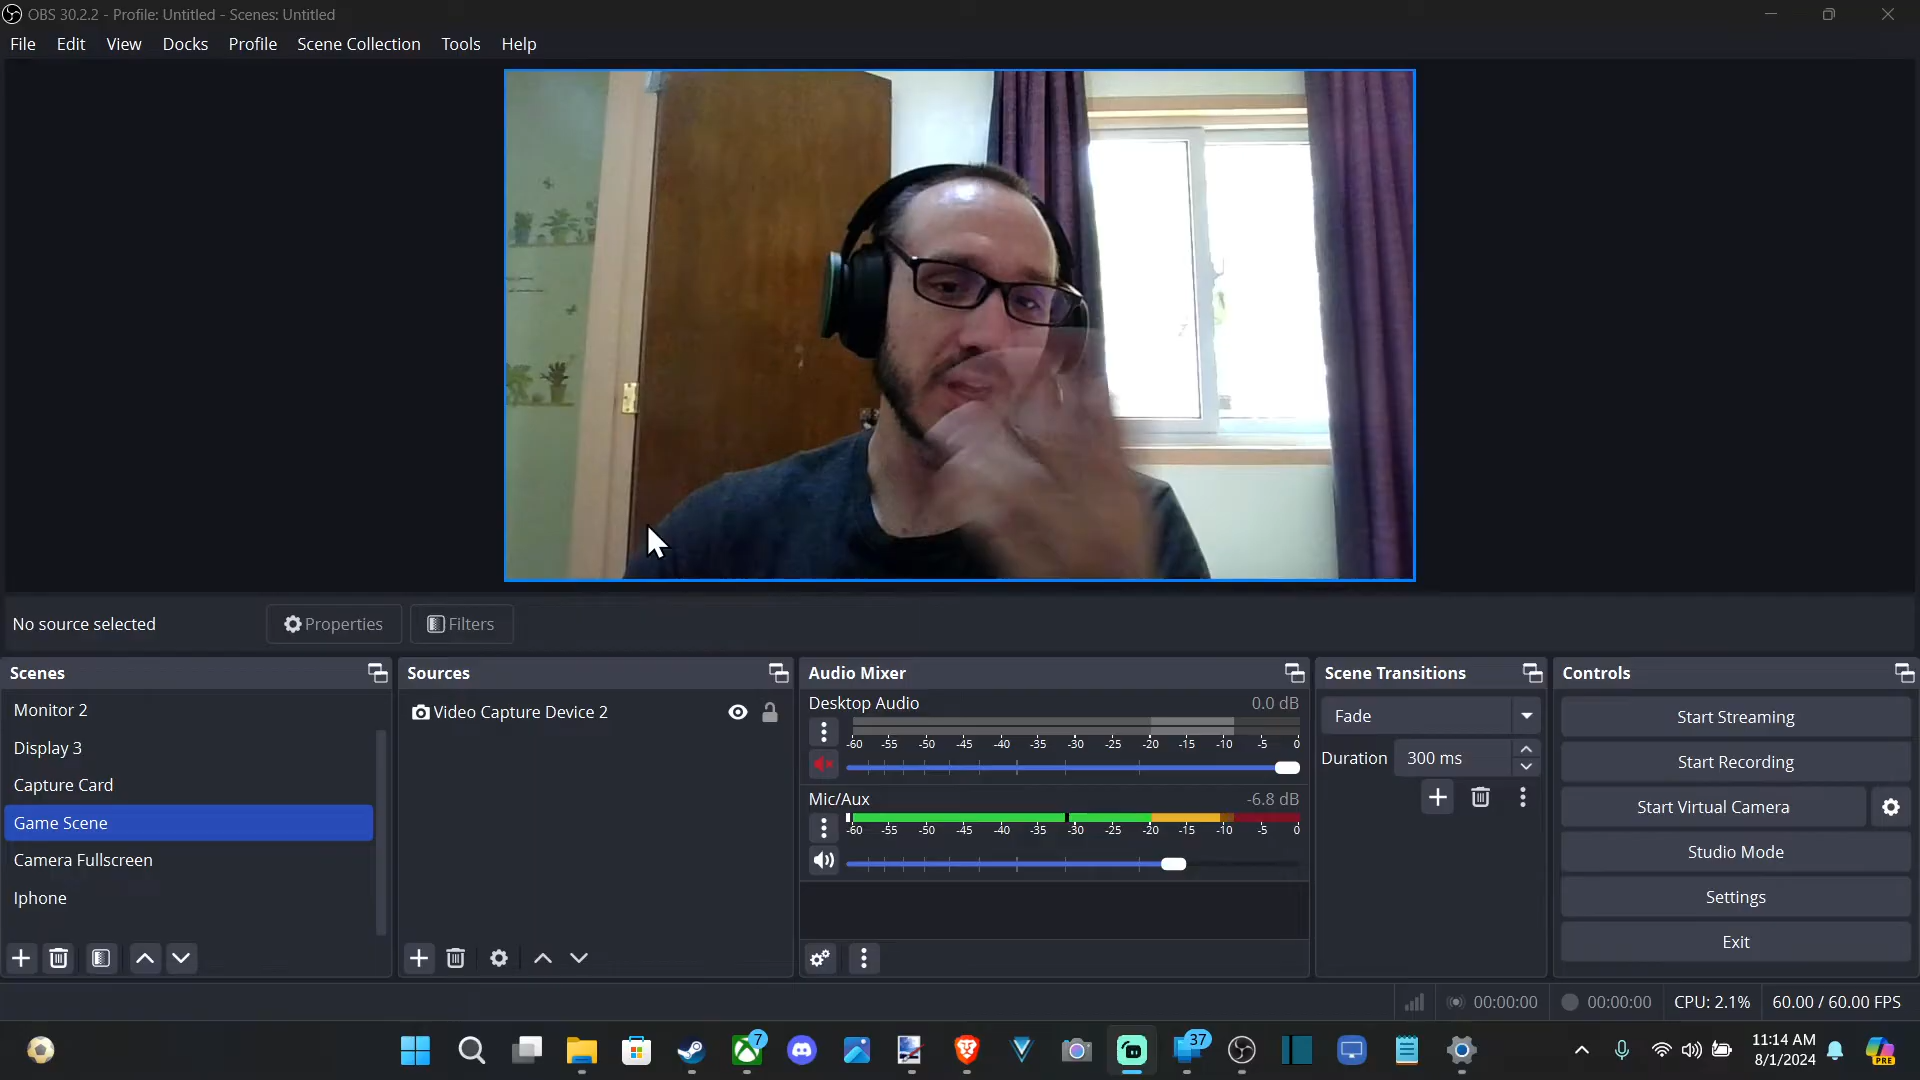 OBS 30.2.2 - Profile: Untitled - Scenes: Untitled
File Edit View Docks Profile Scene Collection Tools Help
No source selected Properties Filters
Scenes
Monitor 2
Display 3
Capture Card
Game Scene
Camera Fullscreen
Iphone
Sources
Video Capture Device 2
Audio Mixer
Desktop Audio 0.0 dB
-60 -55 -50 -45 -40 -35 -30 -25 -20 -15 -10 -5 0
Mic/Aux -6.8 dB
-60 -55 -50 -45 -40 -35 -30 -25 -20 -15 -10 -5 0
Scene Transitions
Fade
Duration 300 ms
Controls
Start Streaming
Start Recording
Start Virtual Camera
Studio Mode
Settings
Exit
00:00:00 00:00:00 CPU: 2.1% 60.00 / 60.00 FPS
7 37 11:14 AM
8/1/2024
PRE